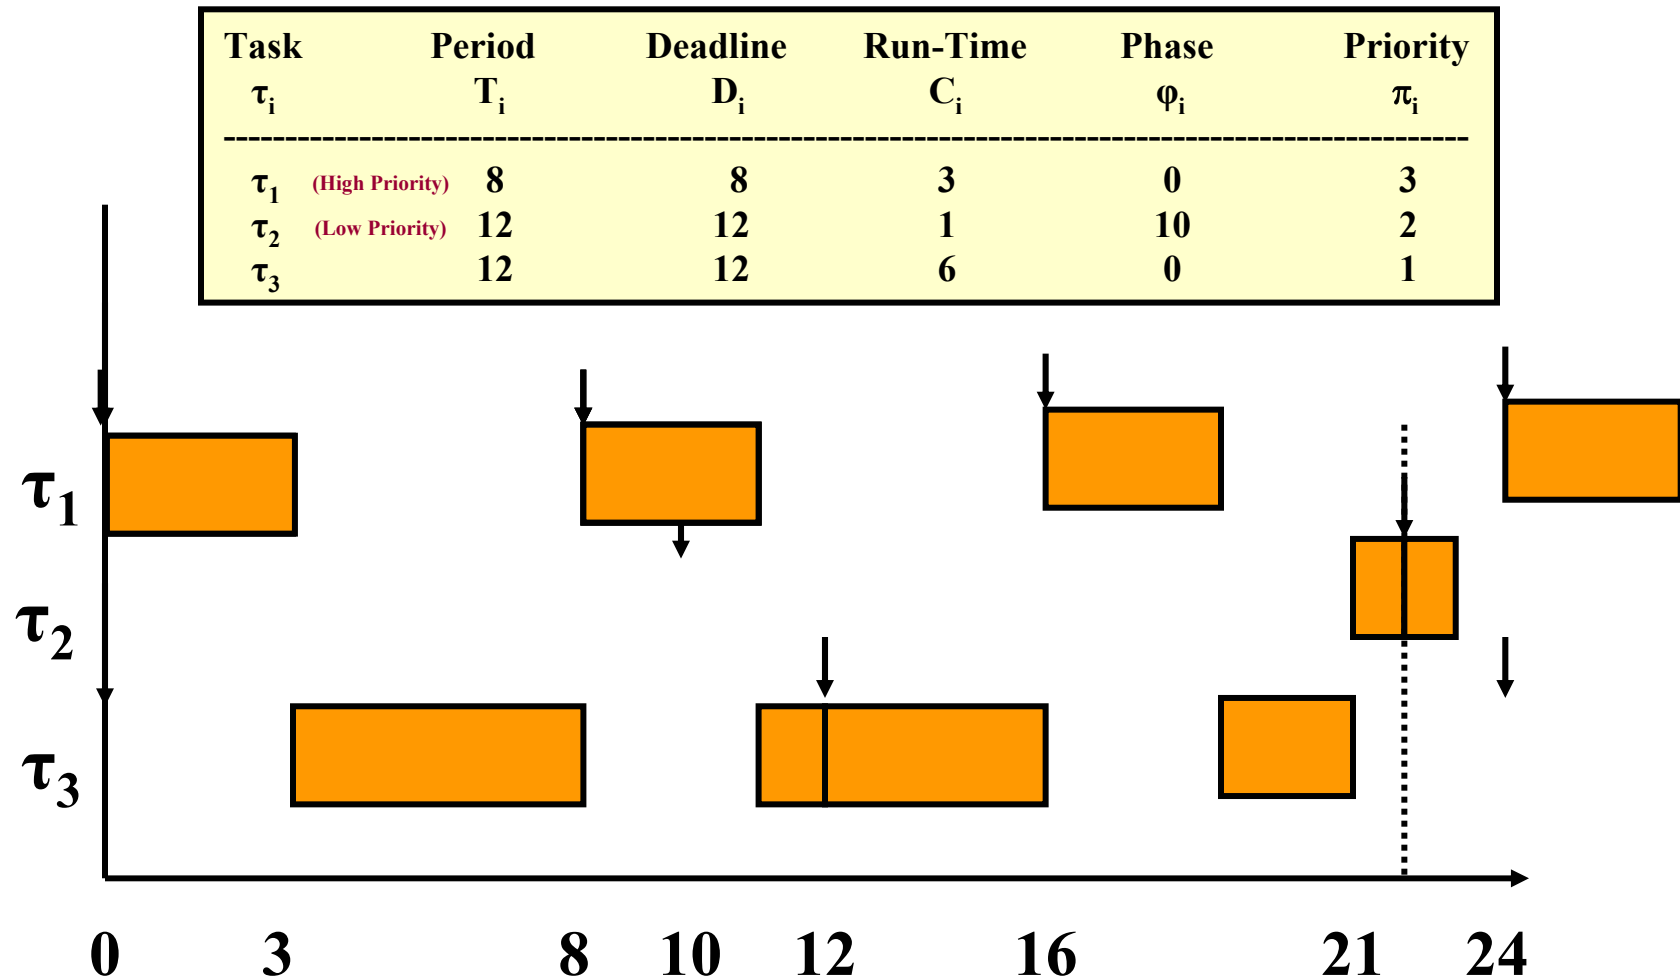 Task Period Deadline Run-Time Phase Priority
τi Ti Di Ci φi πi
--------------------------------------------------------------------------------
τ1 (High Priority) 8 8 3 0 3
τ2 (Low Priority) 12 12 1 10 2
τ3 12 12 6 0 1
τ1
τ2
τ3
0 3 8 10 12 16 21 24